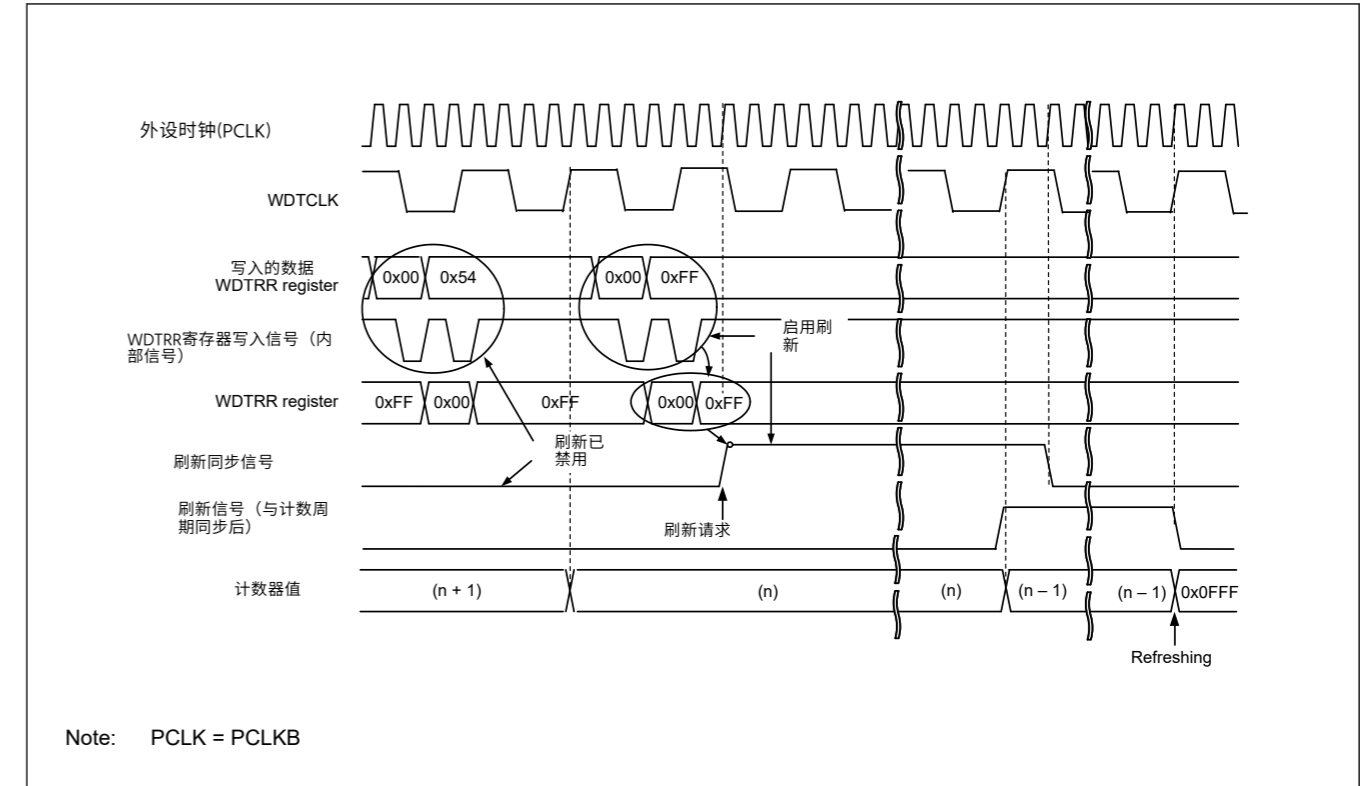 外设时钟(PCLK)
WDTCLK
写入的数据
WDTRR register
0x00 0x54 0x00 0xFF
WDTRR寄存器写入信号（内
部信号）
启用刷
新
WDTRR register
0xFF 0x00 0xFF 0x00 0xFF
刷新已
禁用
刷新同步信号
刷新请求
刷新信号（与计数周
期同步后）
计数器值
(n + 1) (n) (n) (n – 1) (n – 1) 0x0FFF
Refreshing
Note: PCLK = PCLKB